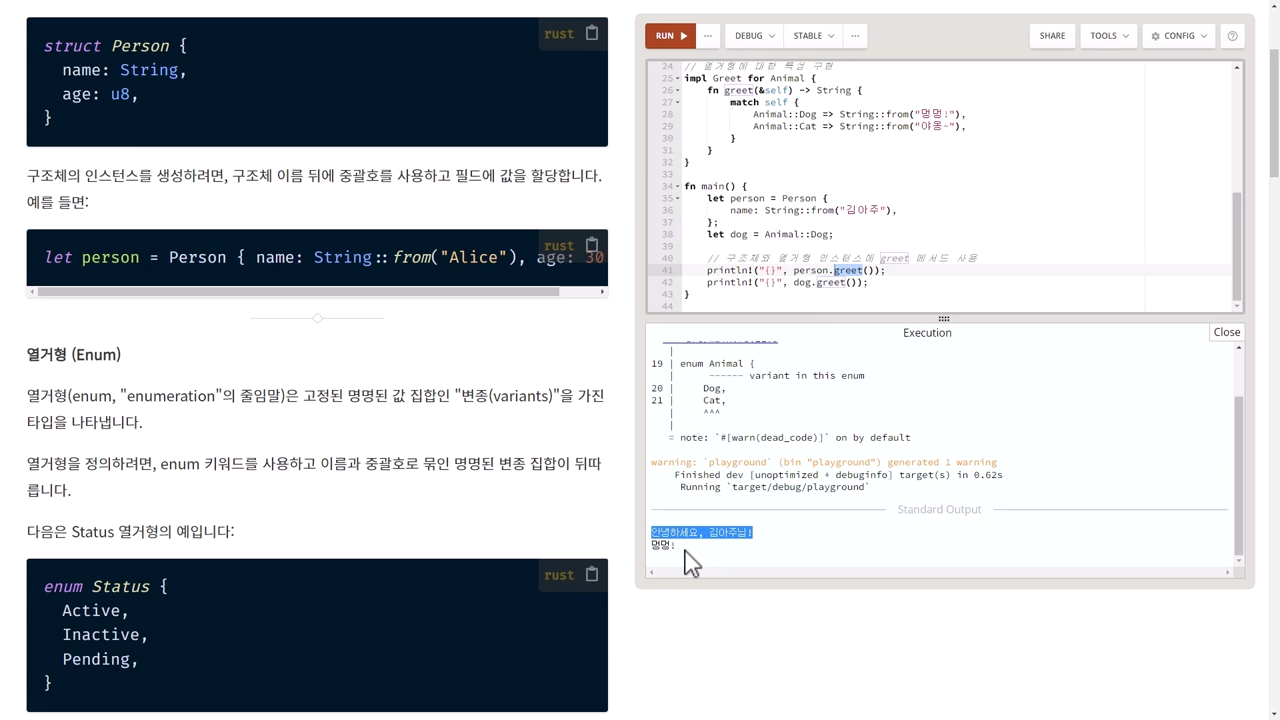 rust
struct Person {
name: String,
age: u8,
}
구조체의 인스턴스를 생성하려면, 구조체 이름 뒤에 중괄호를 사용하고 필드에 값을 할당합니다.
예를 들면:
rust
let person = Person { name: String::from("Alice"), age: 30
열거형 (Enum)
열거형(enum, "enumeration"의 줄임말)은 고정된 명명된 값 집합인 "변종(variants)"을 가진
타입을 나타냅니다.
열거형을 정의하려면, enum 키워드를 사용하고 이름과 중괄호로 묶인 명명된 변종 집합이 뒤따
릅니다.
다음은 Status 열거형의 예입니다:
rust
enum Status {
Active,
Inactive,
Pending,
}
RUN ··· DEBUG STABLE ··· SHARE TOOLS CONFIG
24 // 열거형에 대한 특성 구현
25 impl Greet for Animal {
26 fn greet(&self) -> String {
27 match self {
28 Animal::Dog => String::from("멍멍!"),
29 Animal::Cat => String::from("야옹~"),
30 }
31 }
32 }
33
34 fn main() {
35 let person = Person {
36 name: String::from("김아주"),
37 };
38 let dog = Animal::Dog;
39
40 // 구조체와 열거형 인스턴스에 greet 메서드 사용
41 println!("{}", person.greet());
42 println!("{}", dog.greet());
43 }
44
Execution Close
|
19 | enum Animal {
| ------ variant in this enum
20 | Dog,
21 | Cat,
| ^^^
|
= note: `#[warn(dead_code)]` on by default
warning: `playground` (bin "playground") generated 1 warning
Finished dev [unoptimized + debuginfo] target(s) in 0.62s
Running `target/debug/playground`
Standard Output
안녕하세요, 김아주님!
멍멍!